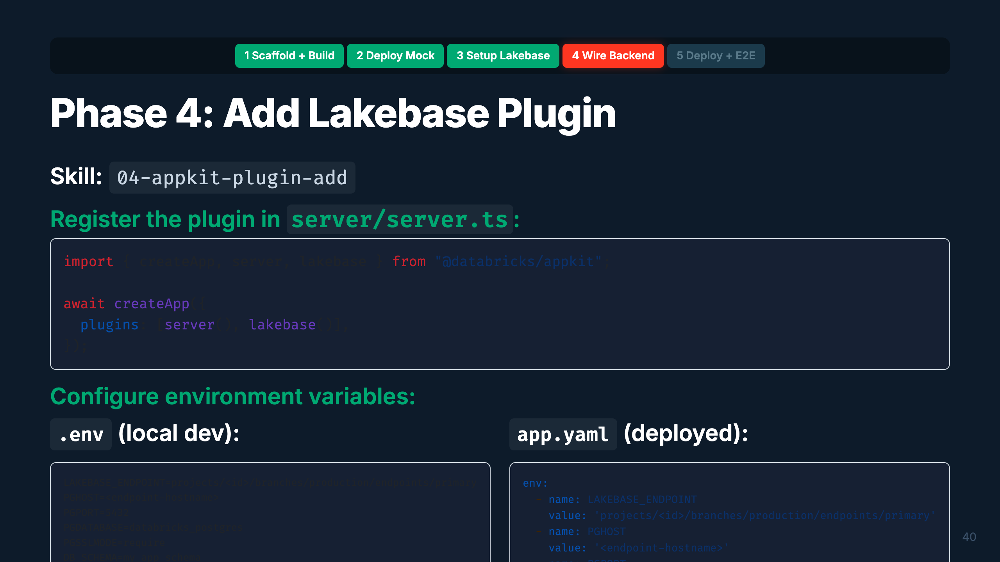 1 Scaffold + Build
2 Deploy Mock
3 Setup Lakebase
4 Wire Backend
5 Deploy + E2E
Phase 4: Add Lakebase Plugin
Skill: 04-appkit-plugin-add
Register the plugin in server/server.ts:
import { createApp, server, lakebase } from "@databricks/appkit";
await createApp({
  plugins: [server(), lakebase()],
});
Configure environment variables:
.env (local dev):
LAKEBASE_ENDPOINT=projects/<id>/branches/production/endpoints/primary
PGHOST=<endpoint-hostname>
PGPORT=5432
PGDATABASE=databricks_postgres
PGSSLMODE=require
DB_SCHEMA=my_app_schema
app.yaml (deployed):
env:
  - name: LAKEBASE_ENDPOINT
    value: 'projects/<id>/branches/production/endpoints/primary'
  - name: PGHOST
    value: '<endpoint-hostname>'
40